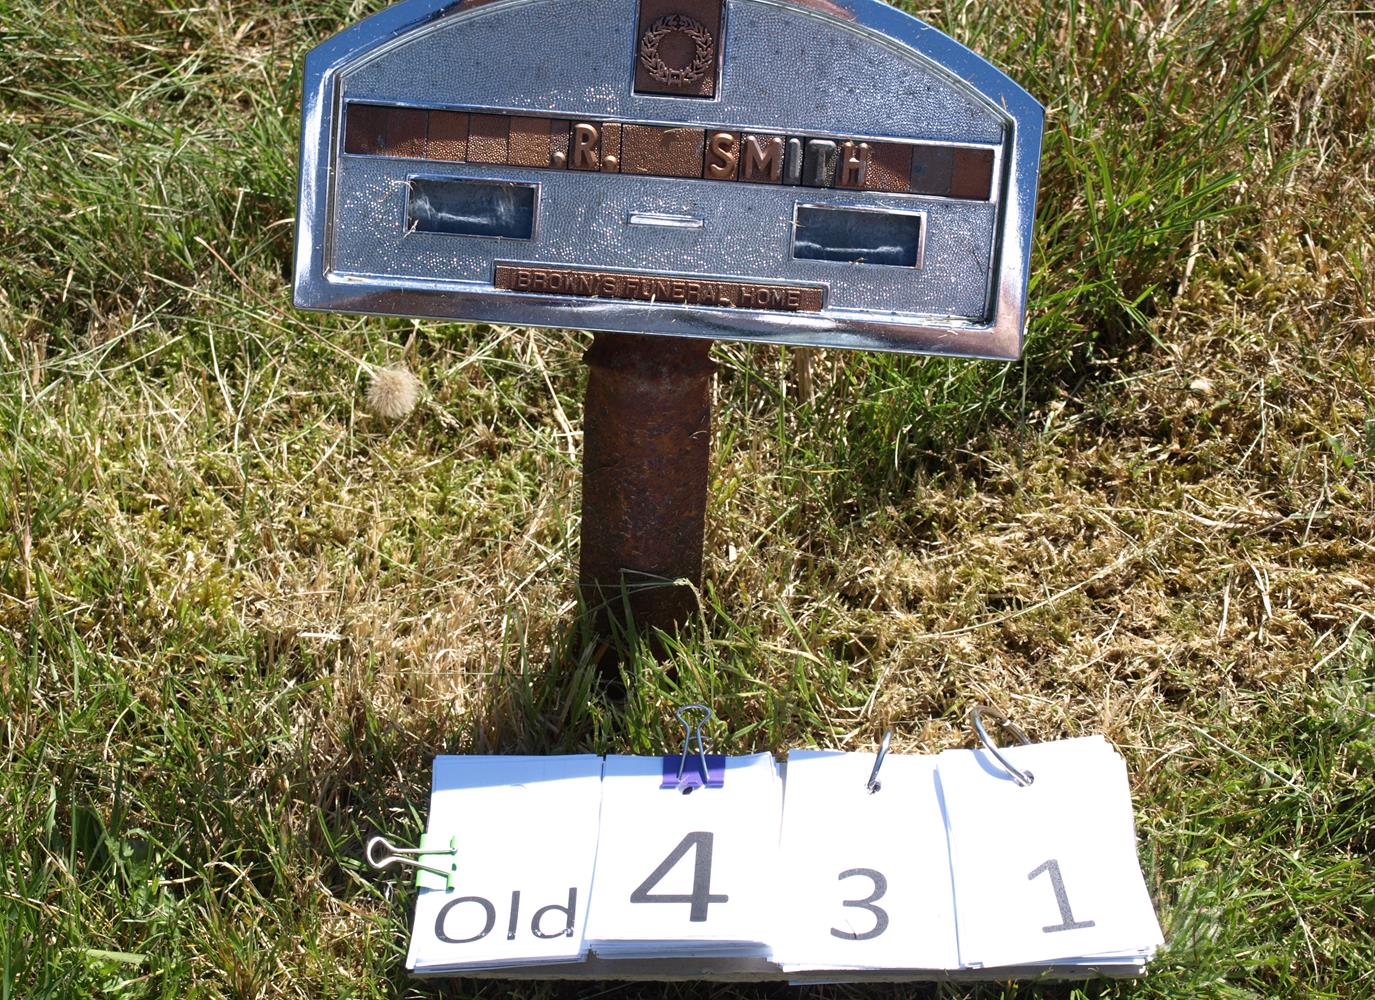 .R. SMITH
BROWN'S FUNERAL HOME
Old 4 3 1